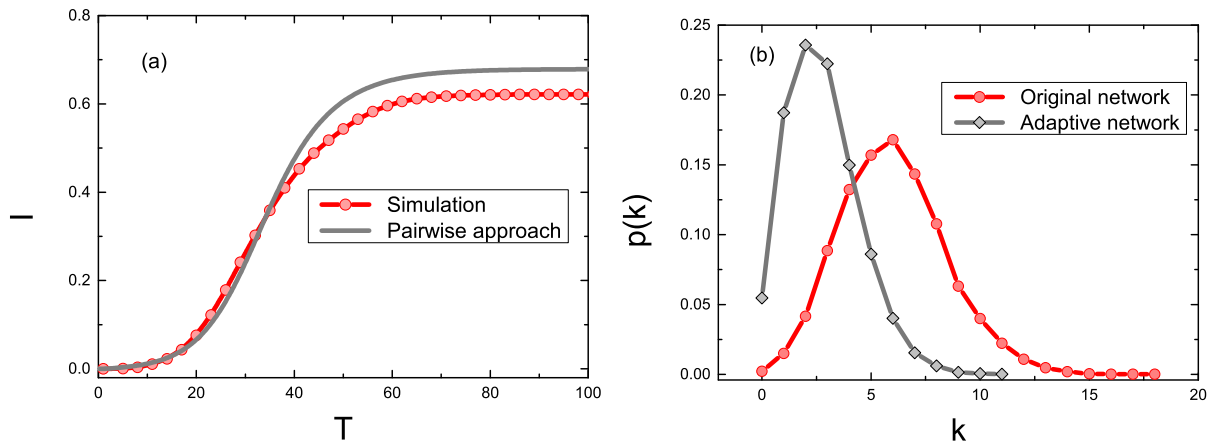 (a)
0.8
0.6
0.4
0.2
0.0
I
0 20 40 60 80 100
T
Simulation
Pairwise approach
(b)
0.25
0.20
0.15
0.10
0.05
0.00
p(k)
0 5 10 15 20
k
Original network
Adaptive network